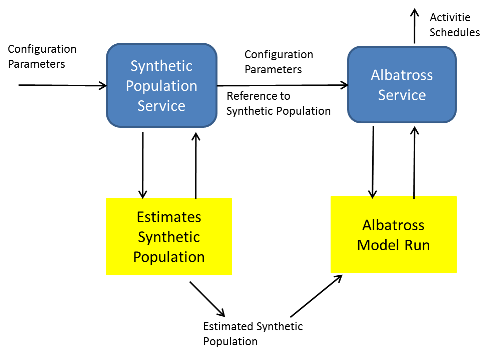 Activitie
Schedules
Configuration
Parameters
Synthetic
Population
Service
Configuration
Parameters
Reference to
Synthetic Population
Albatross
Service
Estimates
Synthetic
Population
Albatross
Model Run
Estimated Synthetic
Population